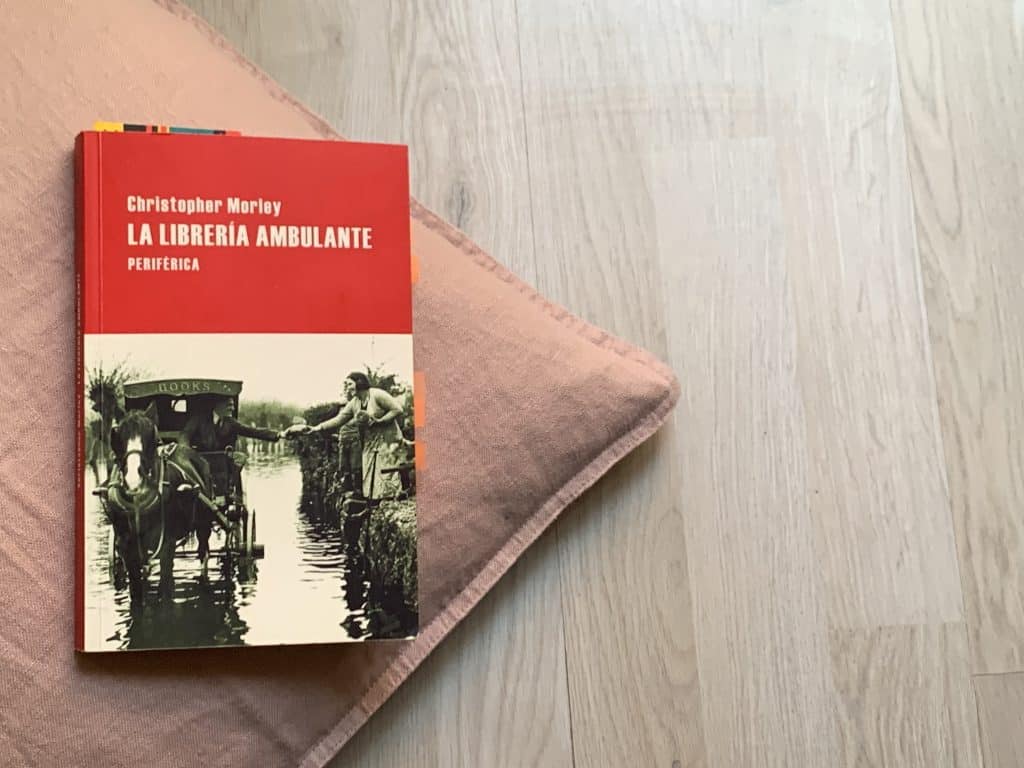 Christopher Morley
LA LIBRERÍA AMBULANTE
PERIFÉRICA
BOOKS